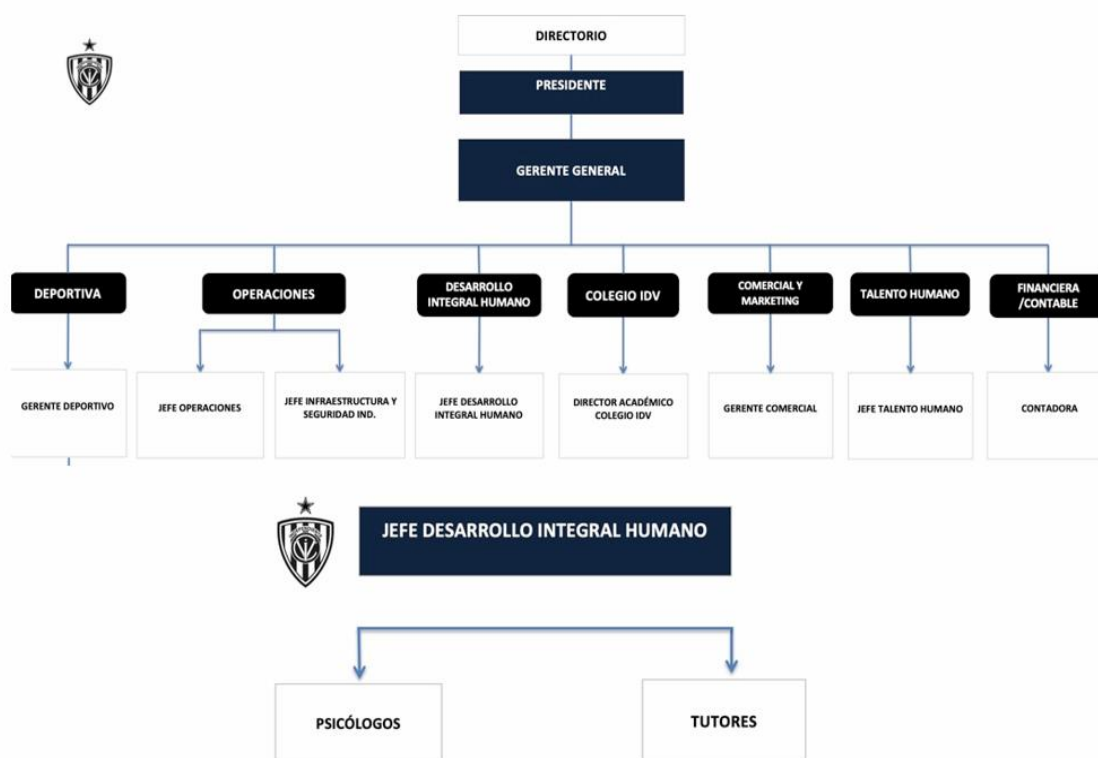 DIRECTORIO
PRESIDENTE
GERENTE GENERAL
DEPORTIVA
OPERACIONES
DESARROLLO
INTEGRAL HUMANO
COLEGIO IDV
COMERCIAL Y
MARKETING
TALENTO HUMANO
FINANCIERA
/CONTABLE
GERENTE DEPORTIVO
JEFE OPERACIONES
JEFE INFRAESTRUCTURA Y
SEGURIDAD IND.
JEFE DESARROLLO
INTEGRAL HUMANO
DIRECTOR ACADÉMICO
COLEGIO IDV
GERENTE COMERCIAL
JEFE TALENTO HUMANO
CONTADORA
JEFE DESARROLLO INTEGRAL HUMANO
PSICÓLOGOS
TUTORES